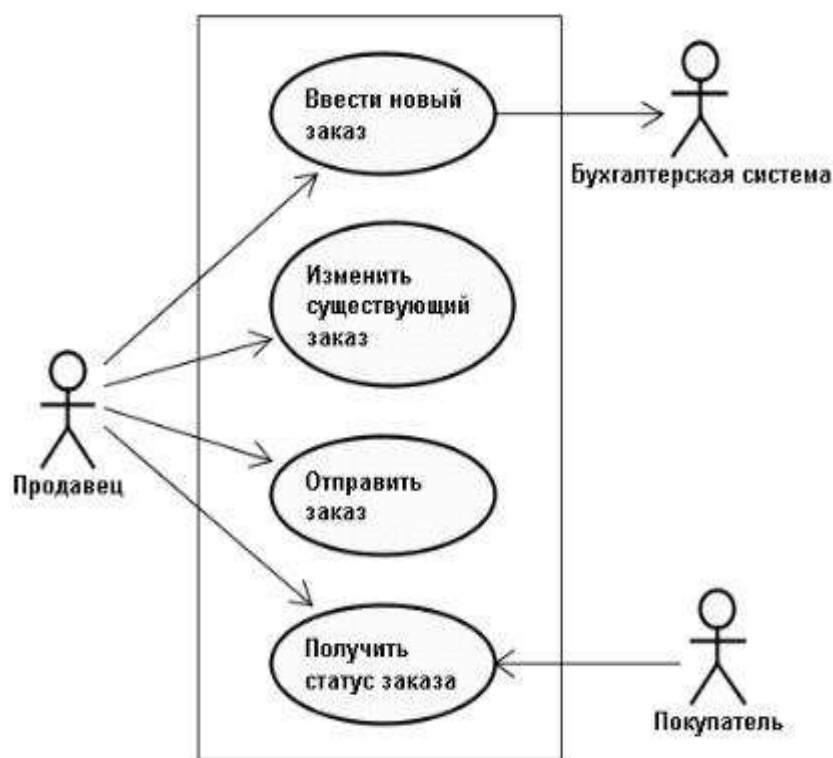 Ввести новый
заказ
Бухгалтерская система
Изменить
существующий
заказ
Продавец
Отправить
заказ
Получить
статус заказа
Покупатель